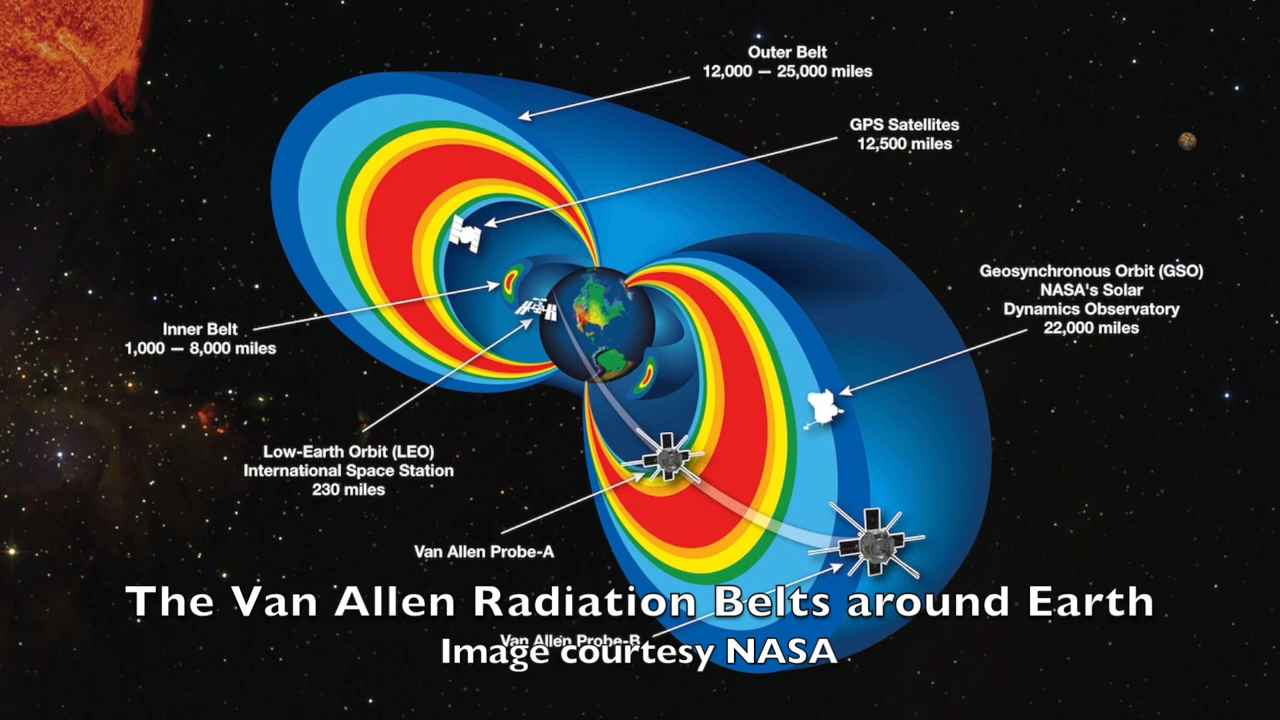 Outer Belt
12,000 — 25,000 miles
GPS Satellites
12,500 miles
Geosynchronous Orbit (GSO)
NASA's Solar
Dynamics Observatory
22,000 miles
Inner Belt
1,000 — 8,000 miles
Low-Earth Orbit (LEO)
International Space Station
230 miles
Van Allen Probe-A
The Van Allen Radiation Belts around Earth
Van Allen Probe-B
Image courtesy NASA